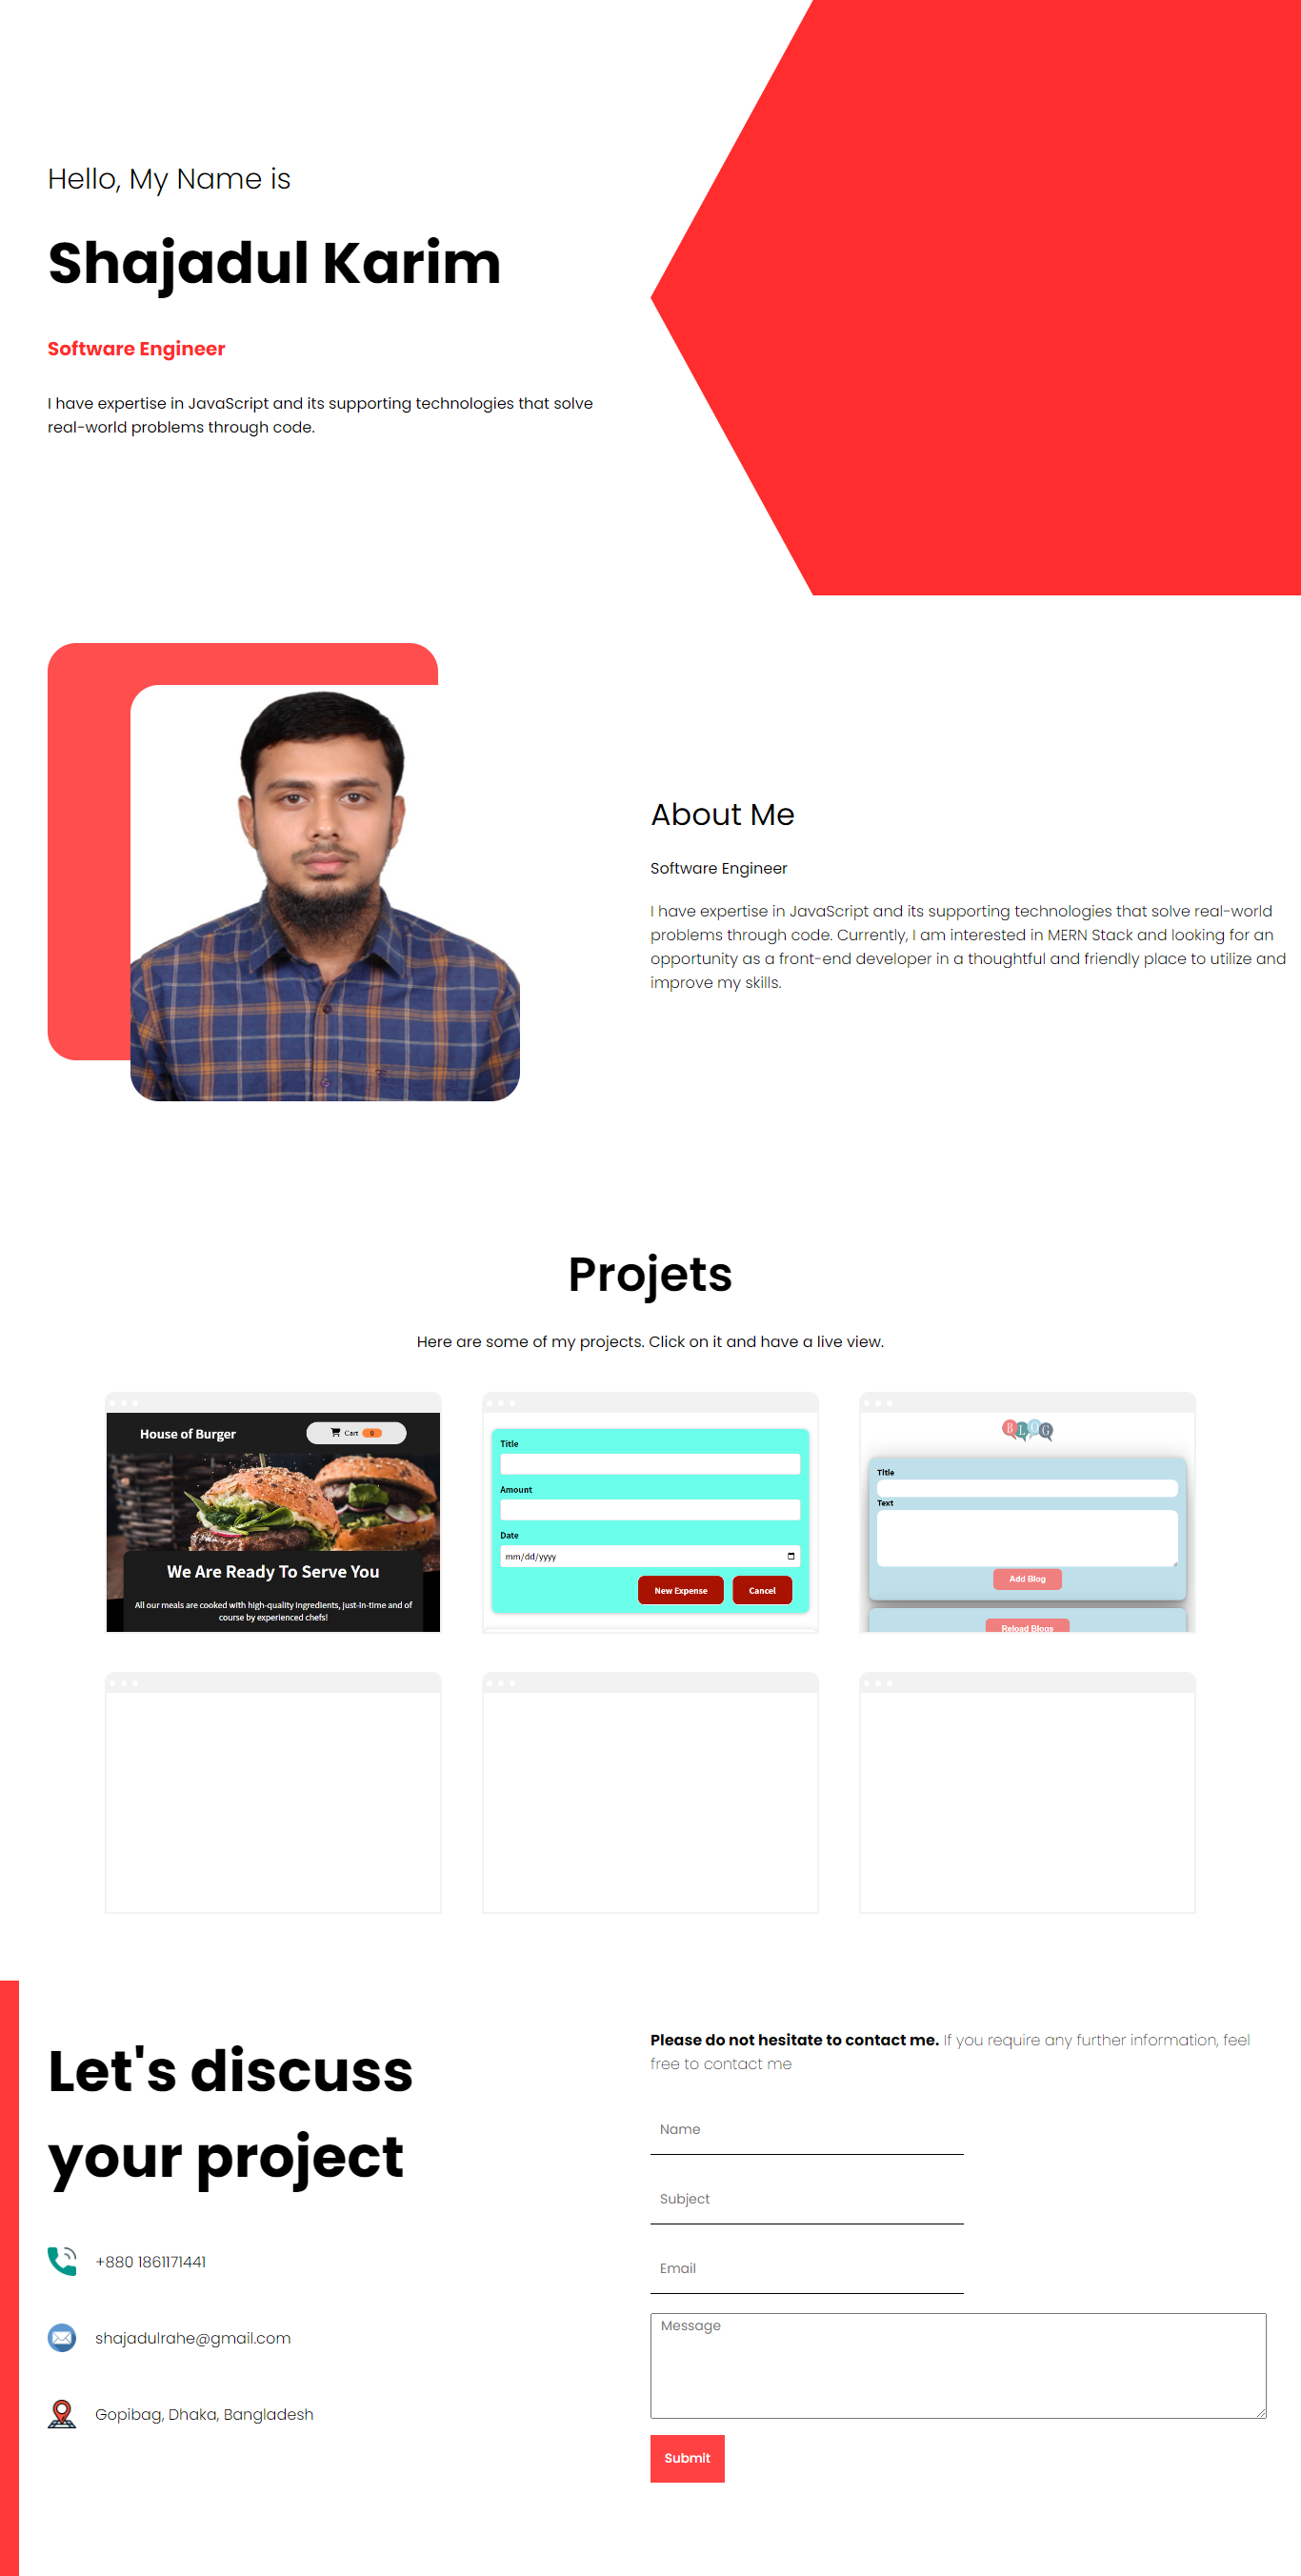 Hello, My Name is
Shajadul Karim
Software Engineer
I have expertise in JavaScript and its supporting technologies that solve
real-world problems through code.
About Me
Software Engineer
I have expertise in JavaScript and its supporting technologies that solve real-world
problems through code. Currently, I am interested in MERN Stack and looking for an
opportunity as a front-end developer in a thoughtful and friendly place to utilize and
improve my skills.
Projets
Here are some of my projects. Click on it and have a live view.
House of Burger
Cart 0
We Are Ready To Serve You
All our meals are cooked with high-quality ingredients, just-in-time and of
course by experienced chefs!
Title
Amount
Date
mm/dd/yyyy
New Expense Cancel
BLOG
Title
Text
Add Blog
Reload Blogs
Let's discuss
your project
+880 1861171441
shajadulrahe@gmail.com
Gopibag, Dhaka, Bangladesh
Please do not hesitate to contact me. If you require any further information, feel
free to contact me
Name
Subject
Email
Message
Submit